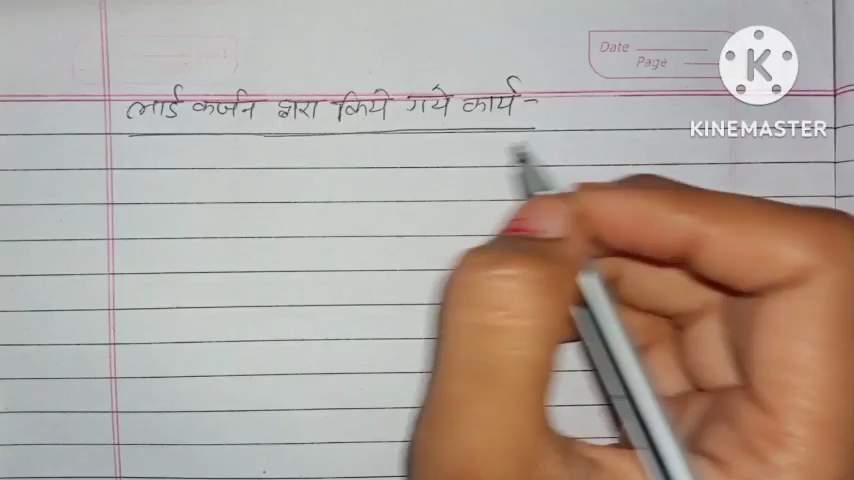 Date
Page
KINEMASTER
लार्ड कर्जन द्वारा किये गये कार्य-